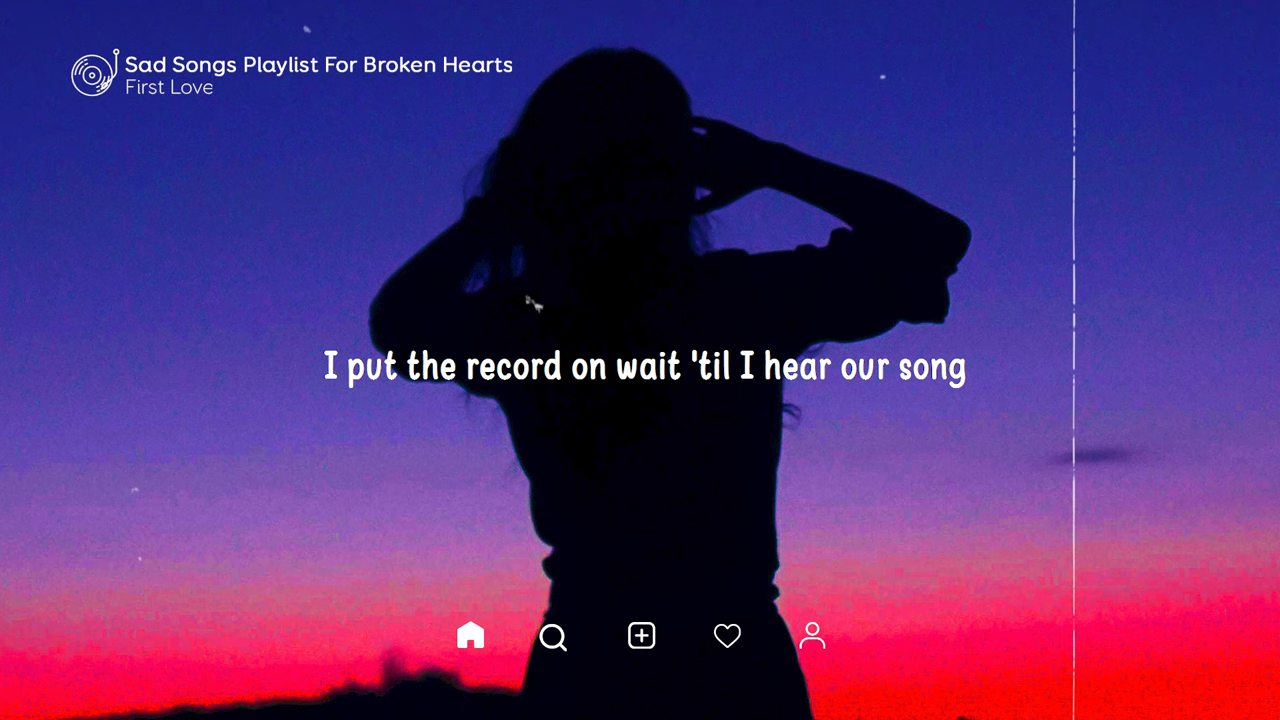 Sad Songs Playlist For Broken Hearts
First Love
I put the record on wait 'til I hear our song